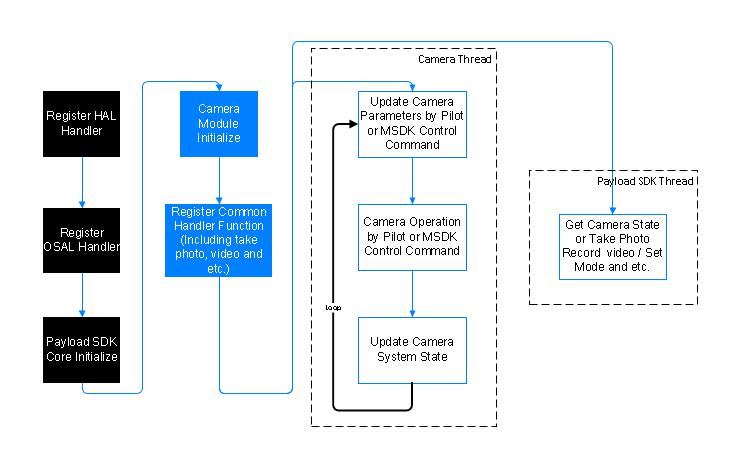 Camera Thread
Register HAL
Handler
Camera
Module
Initialize
Update Camera
Parameters by Pilot
or MSDK Control
Command
Payload SDK Thread
Register
OSAL Handler
Register Common
Handler Function
(Including take
photo, video and
etc.)
Camera Operation
by Pilot or MSDK
Control Command
Get Camera State
or Take Photo
Record video / Set
Mode and etc.
loop
Payload SDK
Core Initialize
Update Camera
System State